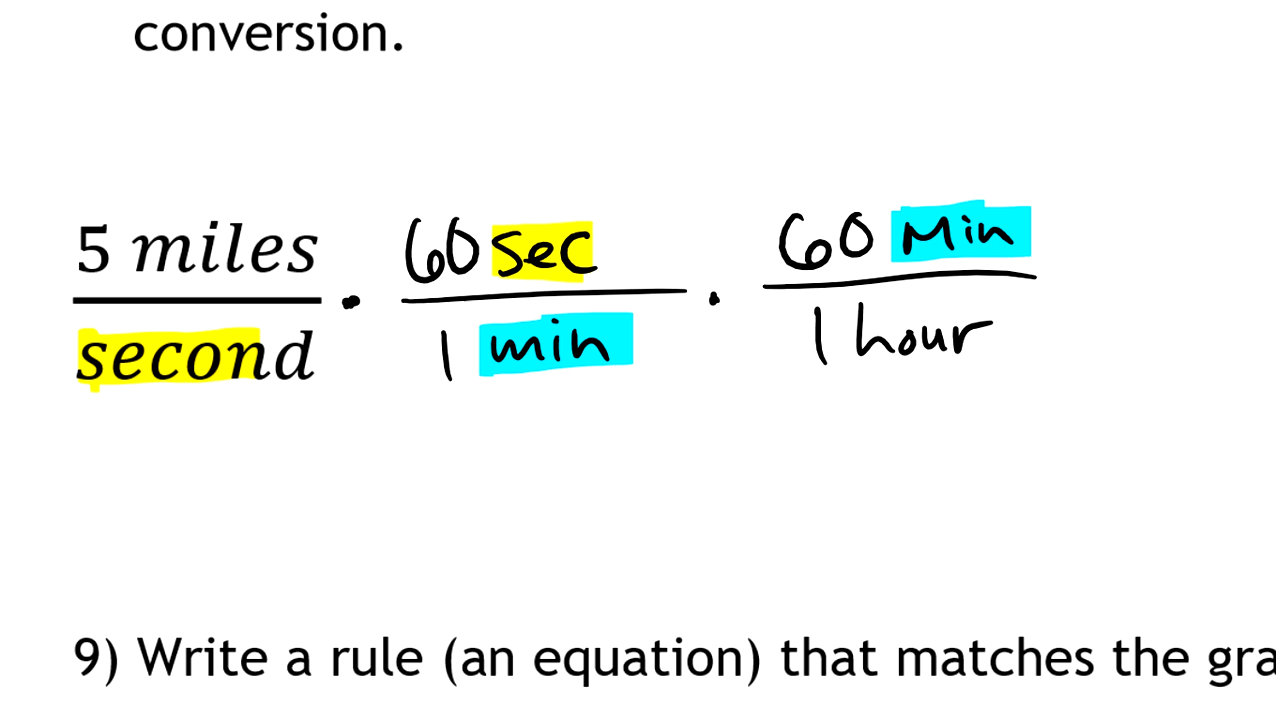 conversion.
5 miles · 60 sec · 60 Min
second 1 min 1 hour
9) Write a rule (an equation) that matches the gra